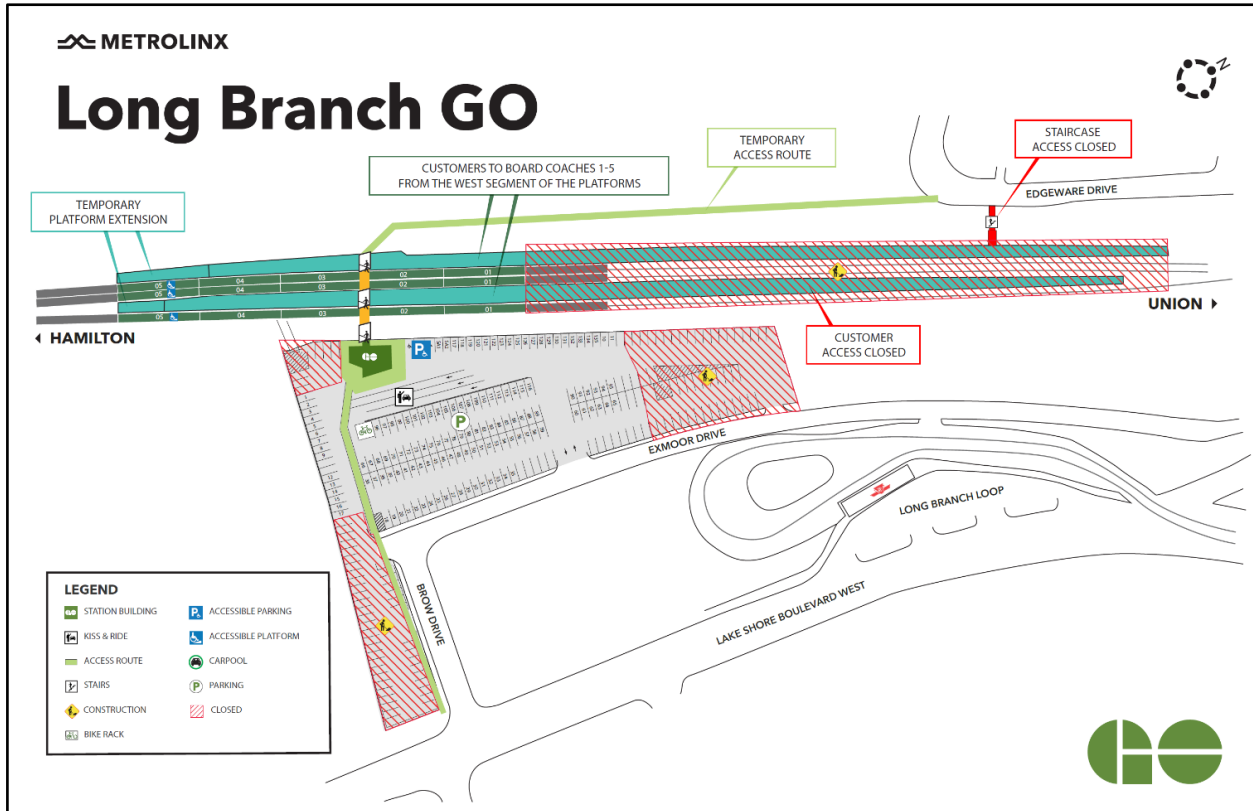 METROLINX
Long Branch GO
N
STAIRCASE
ACCESS CLOSED
TEMPORARY
ACCESS ROUTE
CUSTOMERS TO BOARD COACHES 1-5
FROM THE WEST SEGMENT OF THE PLATFORMS
EDGEWARE DRIVE
TEMPORARY
PLATFORM EXTENSION
05 04 03 02 01
05 04 03 02 01
05 04 03 02 01
UNION
HAMILTON
CUSTOMER
ACCESS CLOSED
GO
P
P
EXMOOR DRIVE
LONG BRANCH LOOP
BROW DRIVE
LAKE SHORE BOULEVARD WEST
LEGEND
GO STATION BUILDING
P ACCESSIBLE PARKING
KISS & RIDE
ACCESSIBLE PLATFORM
ACCESS ROUTE
CARPOOL
STAIRS
P PARKING
CONSTRUCTION
CLOSED
BIKE RACK
GO